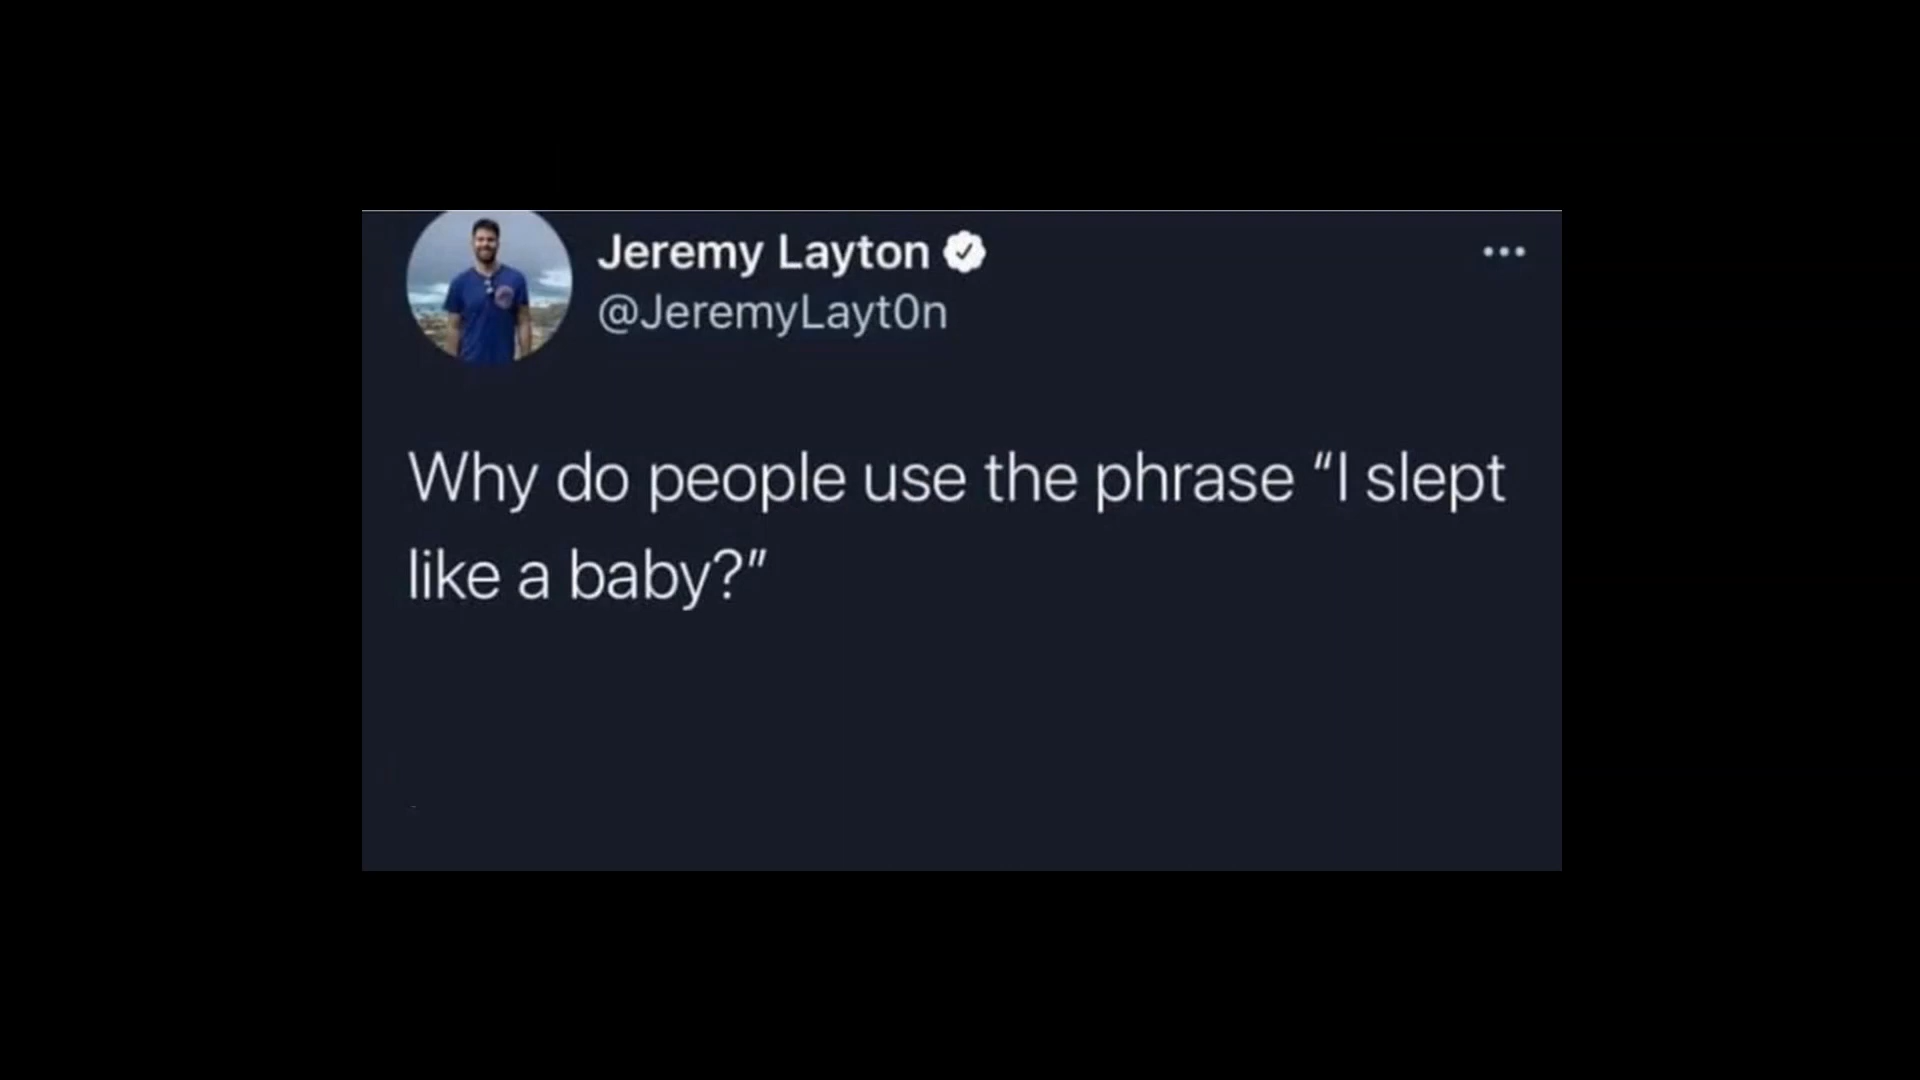 Jeremy Layton
@JeremyLayt0n
Why do people use the phrase “I slept
like a baby?”